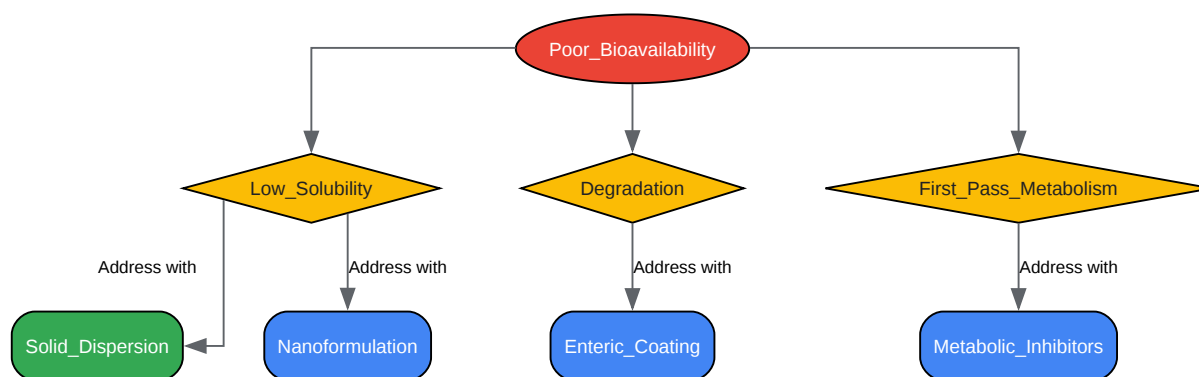 Poor_Bioavailability
Low_Solubility
Degradation
First_Pass_Metabolism
Address with
Address with
Address with
Address with
Solid_Dispersion
Nanoformulation
Enteric_Coating
Metabolic_Inhibitors